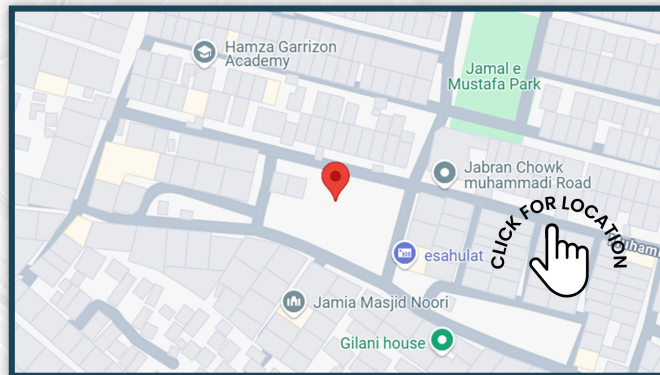 Hamza Garrizon
Academy
Jamal e
Mustafa Park
Jabran Chowk
muhammadi Road
CLICK FOR LOCATION
esahulat
Jamia Masjid Noori
Gilani house